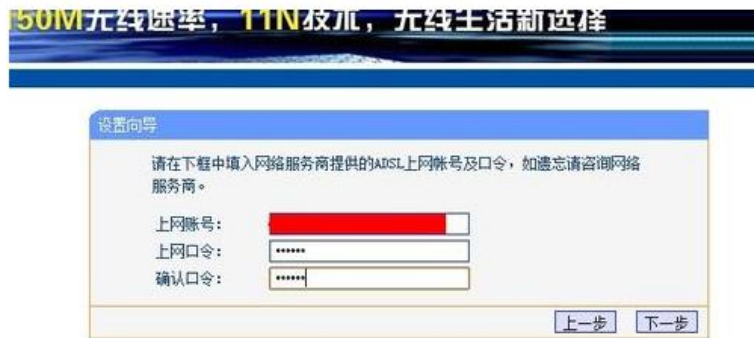 150M无线速率，11N技术，无线生活新选择
设置向导
请在下框中填入网络服务商提供的ADSL上网帐号及口令，如遗忘请咨询网络
服务商。
上网账号：
上网口令： ••••••
确认口令： ••••••
上一步 下一步